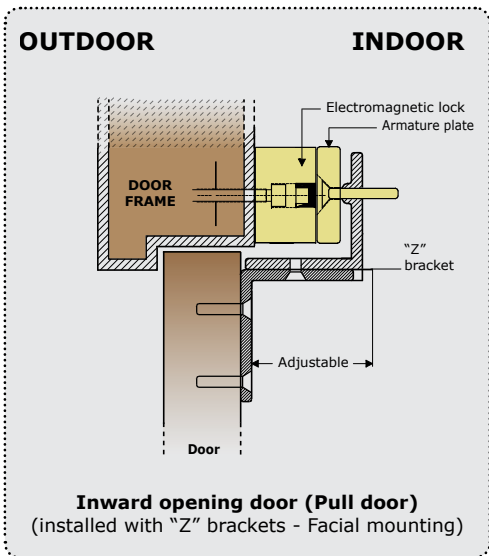 OUTDOOR INDOOR
Electromagnetic lock
Armature plate
DOOR
FRAME
“Z”
bracket
Adjustable
Door
Inward opening door (Pull door)
(installed with “Z” brackets - Facial mounting)